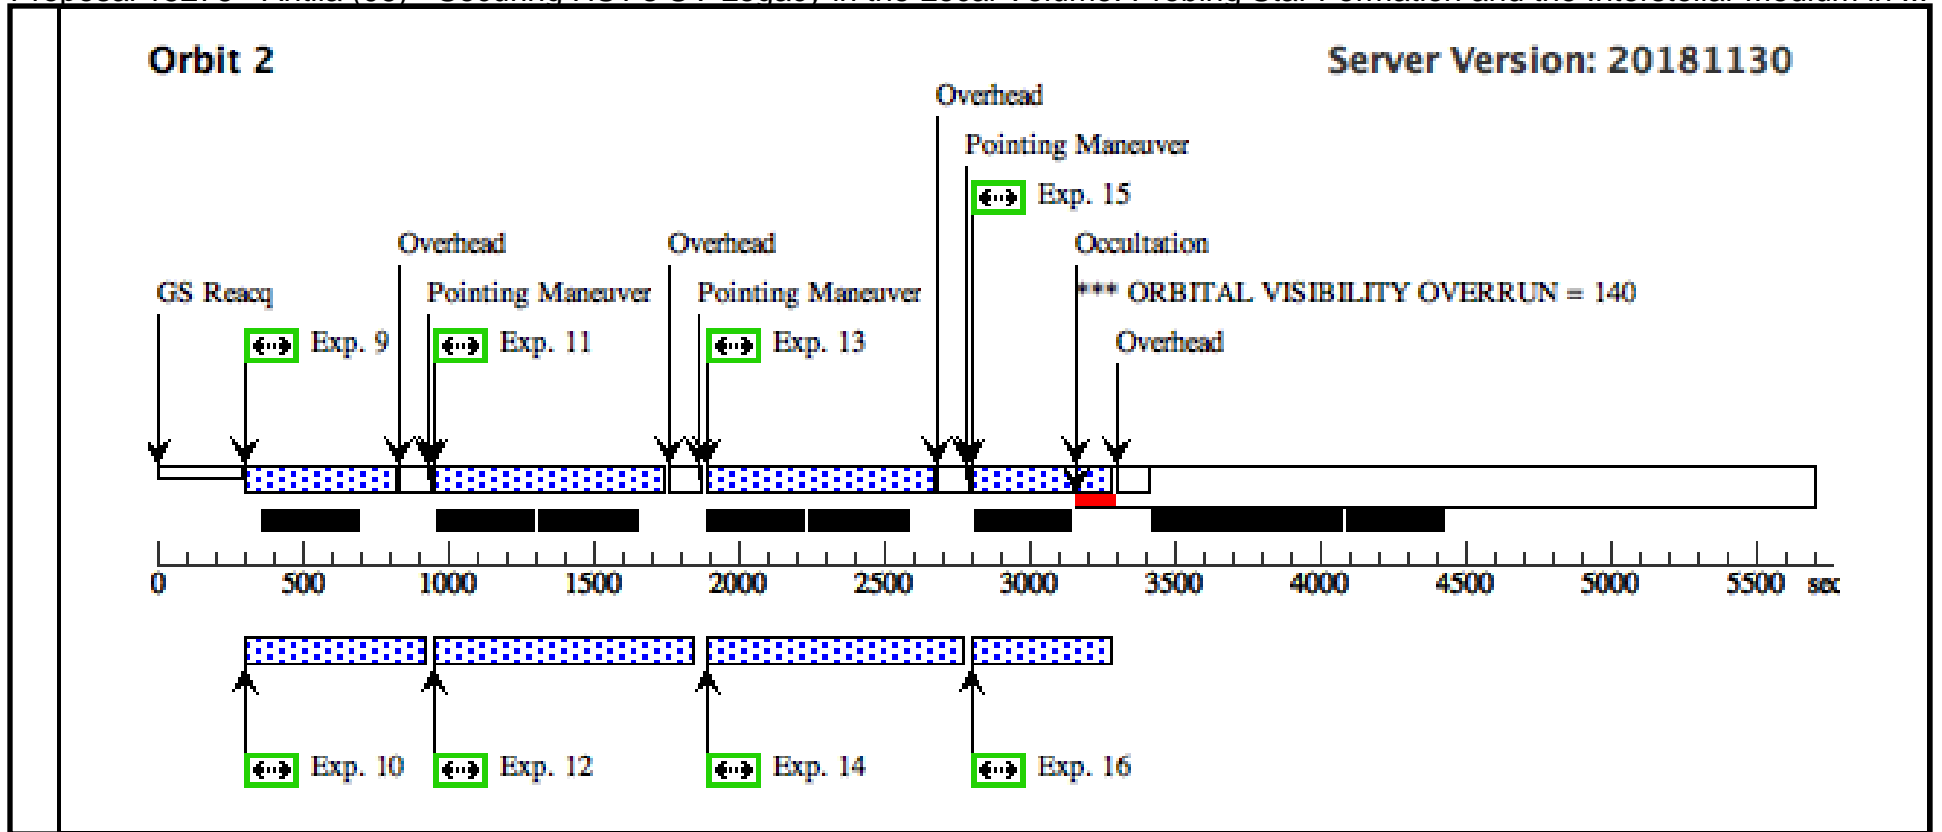 Orbit 2
Server Version: 20181130
Overhead
Pointing Maneuver
Exp. 15
Overhead
Overhead
Occultation
GS Reacq
Pointing Maneuver
Pointing Maneuver
*** ORBITAL VISIBILITY OVERRUN = 140
Exp. 9
Exp. 11
Exp. 13
Overhead
0 500 1000 1500 2000 2500 3000 3500 4000 4500 5000 5500 sec
Exp. 10
Exp. 12
Exp. 14
Exp. 16